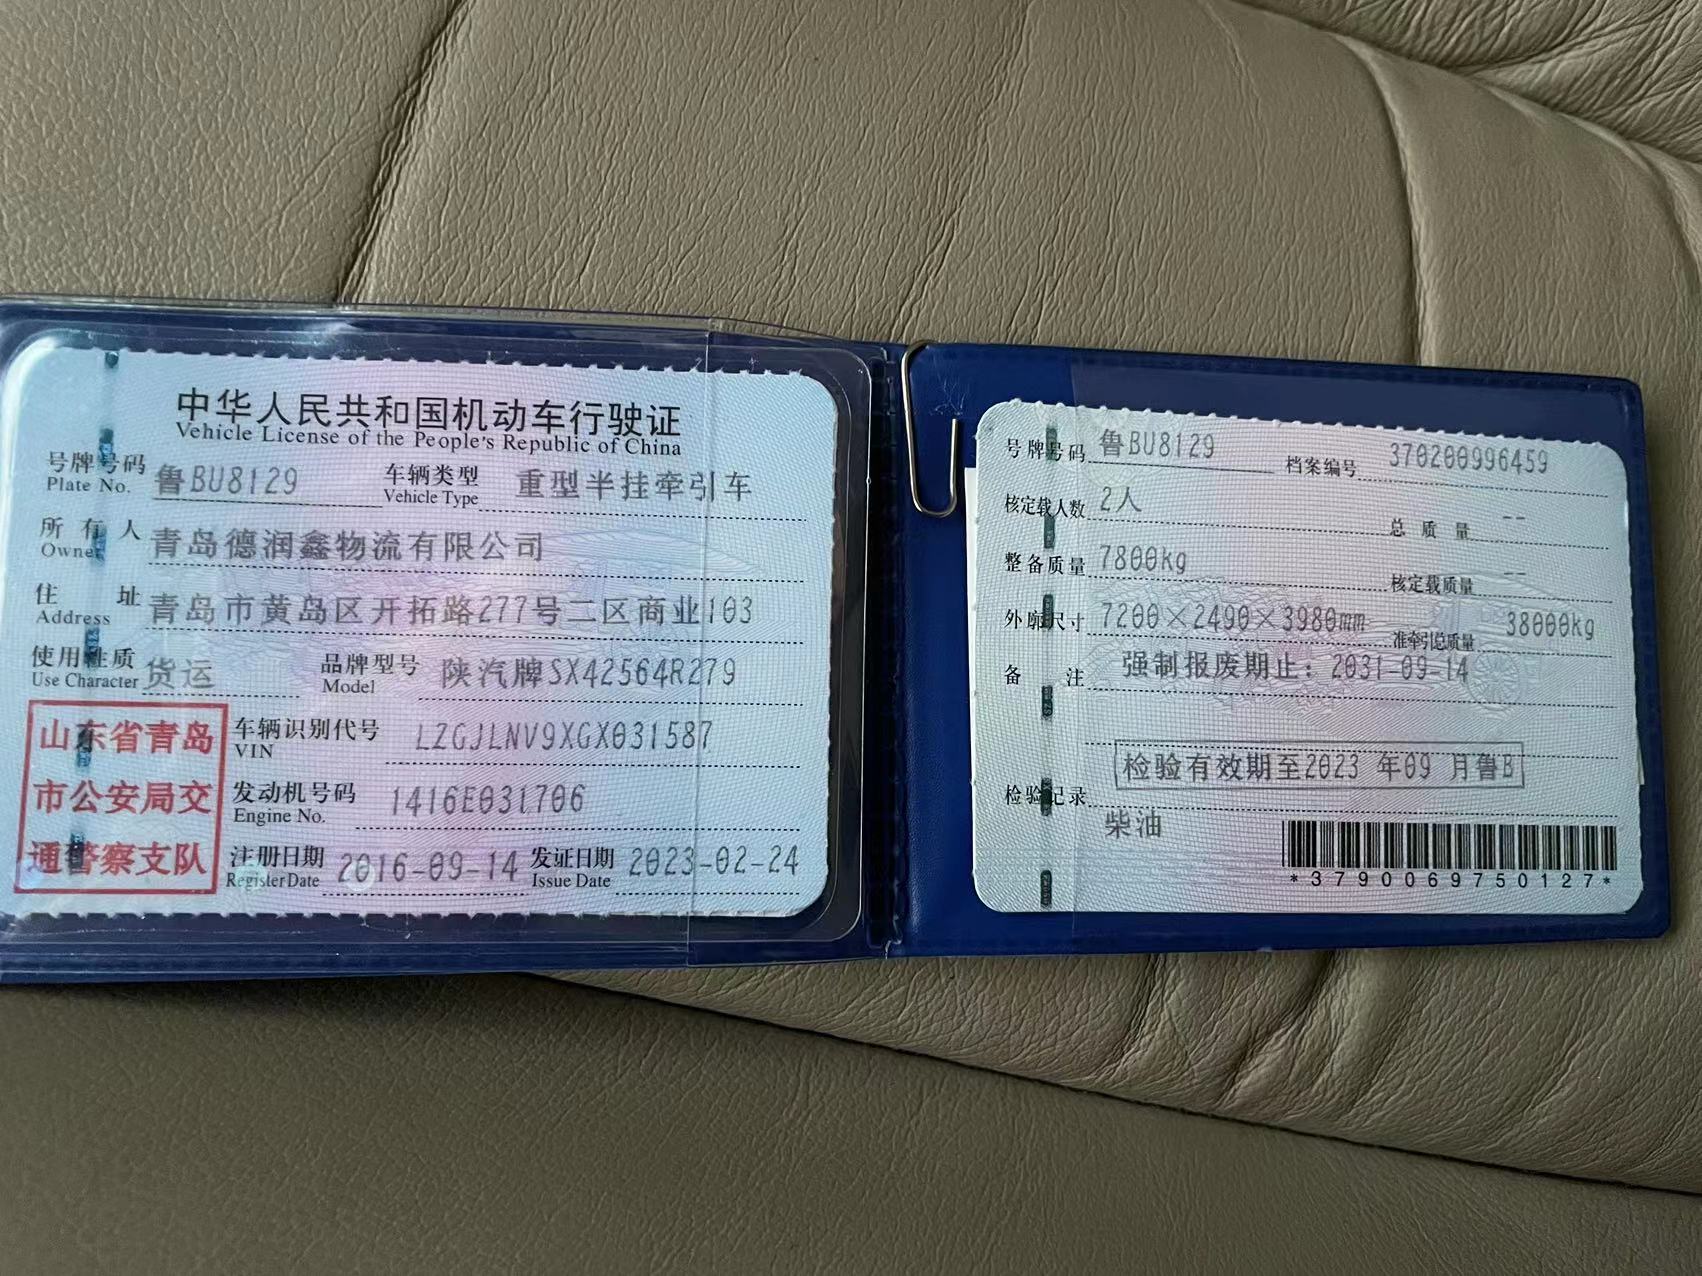 中华人民共和国机动车行驶证
Vehicle License of the People's Republic of China
号牌号码 鲁BU8129 车辆类型 重型半挂牵引车
Plate No. Vehicle Type
所有人 青岛德润鑫物流有限公司
Owner
住址 青岛市黄岛区开拓路277号二区商业103
Address
使用性质 货运 品牌型号 陕汽牌SX42564R279
Use Character Model
山东省青岛
市公安局交
通警察支队
车辆识别代号 LZGJLNV9XGX031587
VIN
发动机号码 1416E031706
Engine No.
注册日期 2016-09-14 发证日期 2023-02-24
Register Date Issue Date
号牌号码 鲁BU8129 档案编号 370200996459
核定载人数 2人 总质量 --
整备质量 7800kg 核定载质量 --
外廓尺寸 7200×2490×3980mm 准牵引总质量 38000kg
备注 强制报废期止：2031-09-14
检验有效期至2023 年09 月鲁B
检验记录
柴油
*3790069750127*